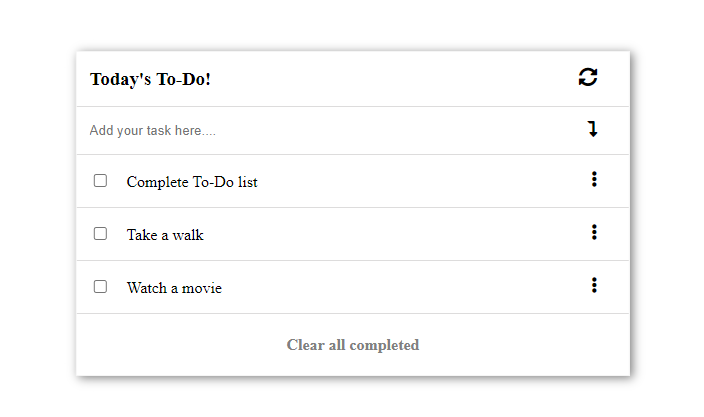 Today's To-Do!
Add your task here....
Complete To-Do list
Take a walk
Watch a movie
Clear all completed